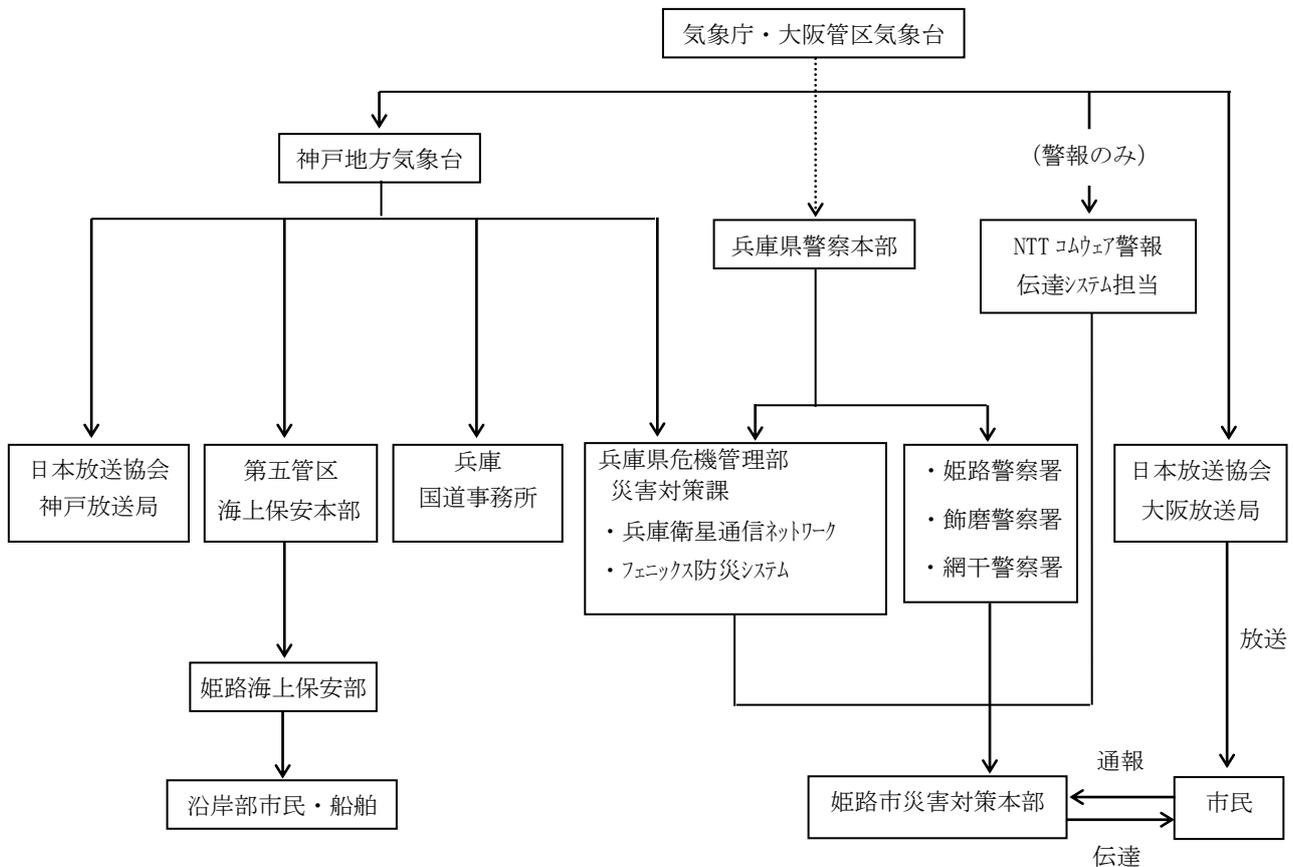 気象庁・大阪管区気象台
神戸地方気象台
（警報のみ）
兵庫県警察本部
NTTｺﾑｳｪｱ警報
伝達ｼｽﾃﾑ担当
日本放送協会
神戸放送局
第五管区
海上保安本部
兵庫
国道事務所
兵庫県危機管理部
災害対策課
・兵庫衛星通信ﾈｯﾄﾜｰｸ
・ﾌｪﾆｯｸｽ防災ｼｽﾃﾑ
・姫路警察署
・飾磨警察署
・網干警察署
日本放送協会
大阪放送局
放送
姫路海上保安部
沿岸部市民・船舶
姫路市災害対策本部
通報
伝達
市民